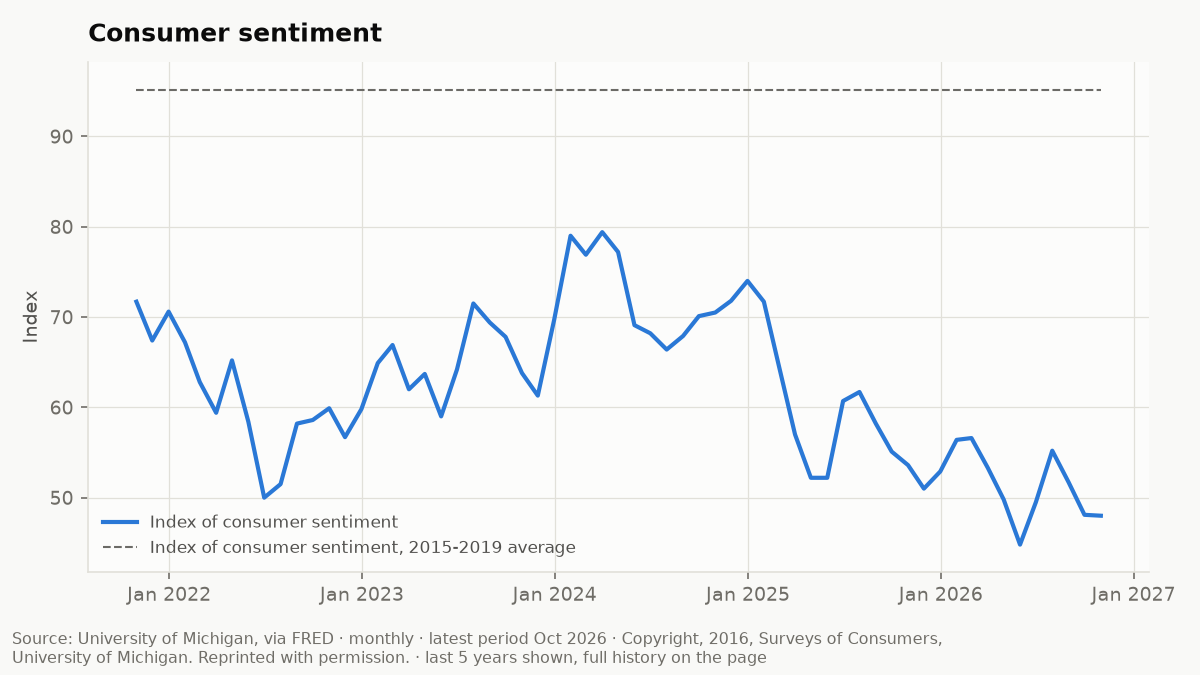 Consumer sentiment
Index
90
80
70
60
50
Index of consumer sentiment
Index of consumer sentiment, 2015-2019 average
Jan 2022
Jan 2023
Jan 2024
Jan 2025
Jan 2026
Jan 2027
Source: University of Michigan, via FRED · monthly · latest period Oct 2026 · Copyright, 2016, Surveys of Consumers,
University of Michigan. Reprinted with permission. · last 5 years shown, full history on the page